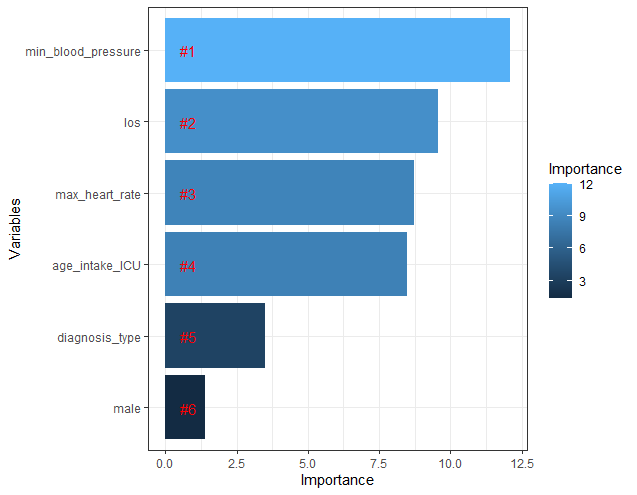 min_blood_pressure
#1
los
#2
max_heart_rate
#3
age_intake_ICU
#4
diagnosis_type
#5
male
#6
0.0 2.5 5.0 7.5 10.0 12.5
Importance
Variables
Importance
12
9
6
3